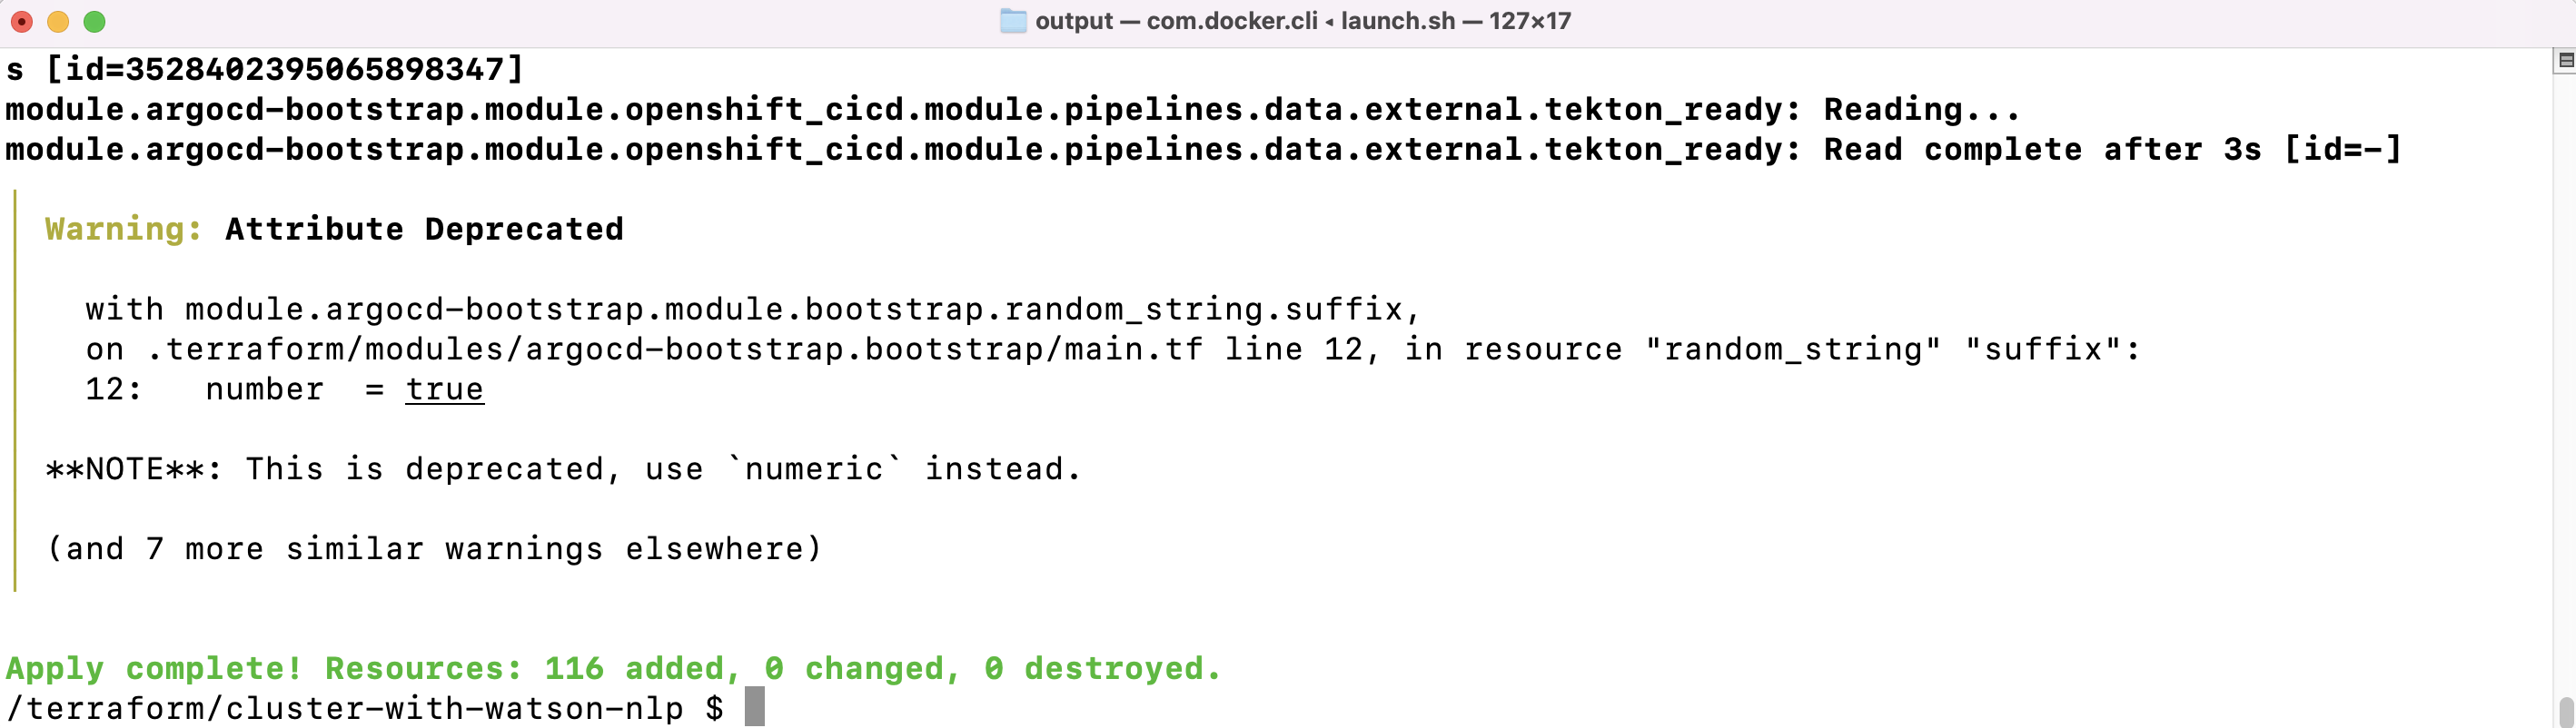 output — com.docker.cli ◂ launch.sh — 127×17
s [id=3528402395065898347]
module.argocd-bootstrap.module.openshift_cicd.module.pipelines.data.external.tekton_ready: Reading...
module.argocd-bootstrap.module.openshift_cicd.module.pipelines.data.external.tekton_ready: Read complete after 3s [id=-]
Warning: Attribute Deprecated
with module.argocd-bootstrap.module.bootstrap.random_string.suffix,
on .terraform/modules/argocd-bootstrap.bootstrap/main.tf line 12, in resource "random_string" "suffix":
12:   number  = true
**NOTE**: This is deprecated, use `numeric` instead.
(and 7 more similar warnings elsewhere)
Apply complete! Resources: 116 added, 0 changed, 0 destroyed.
/terraform/cluster-with-watson-nlp $